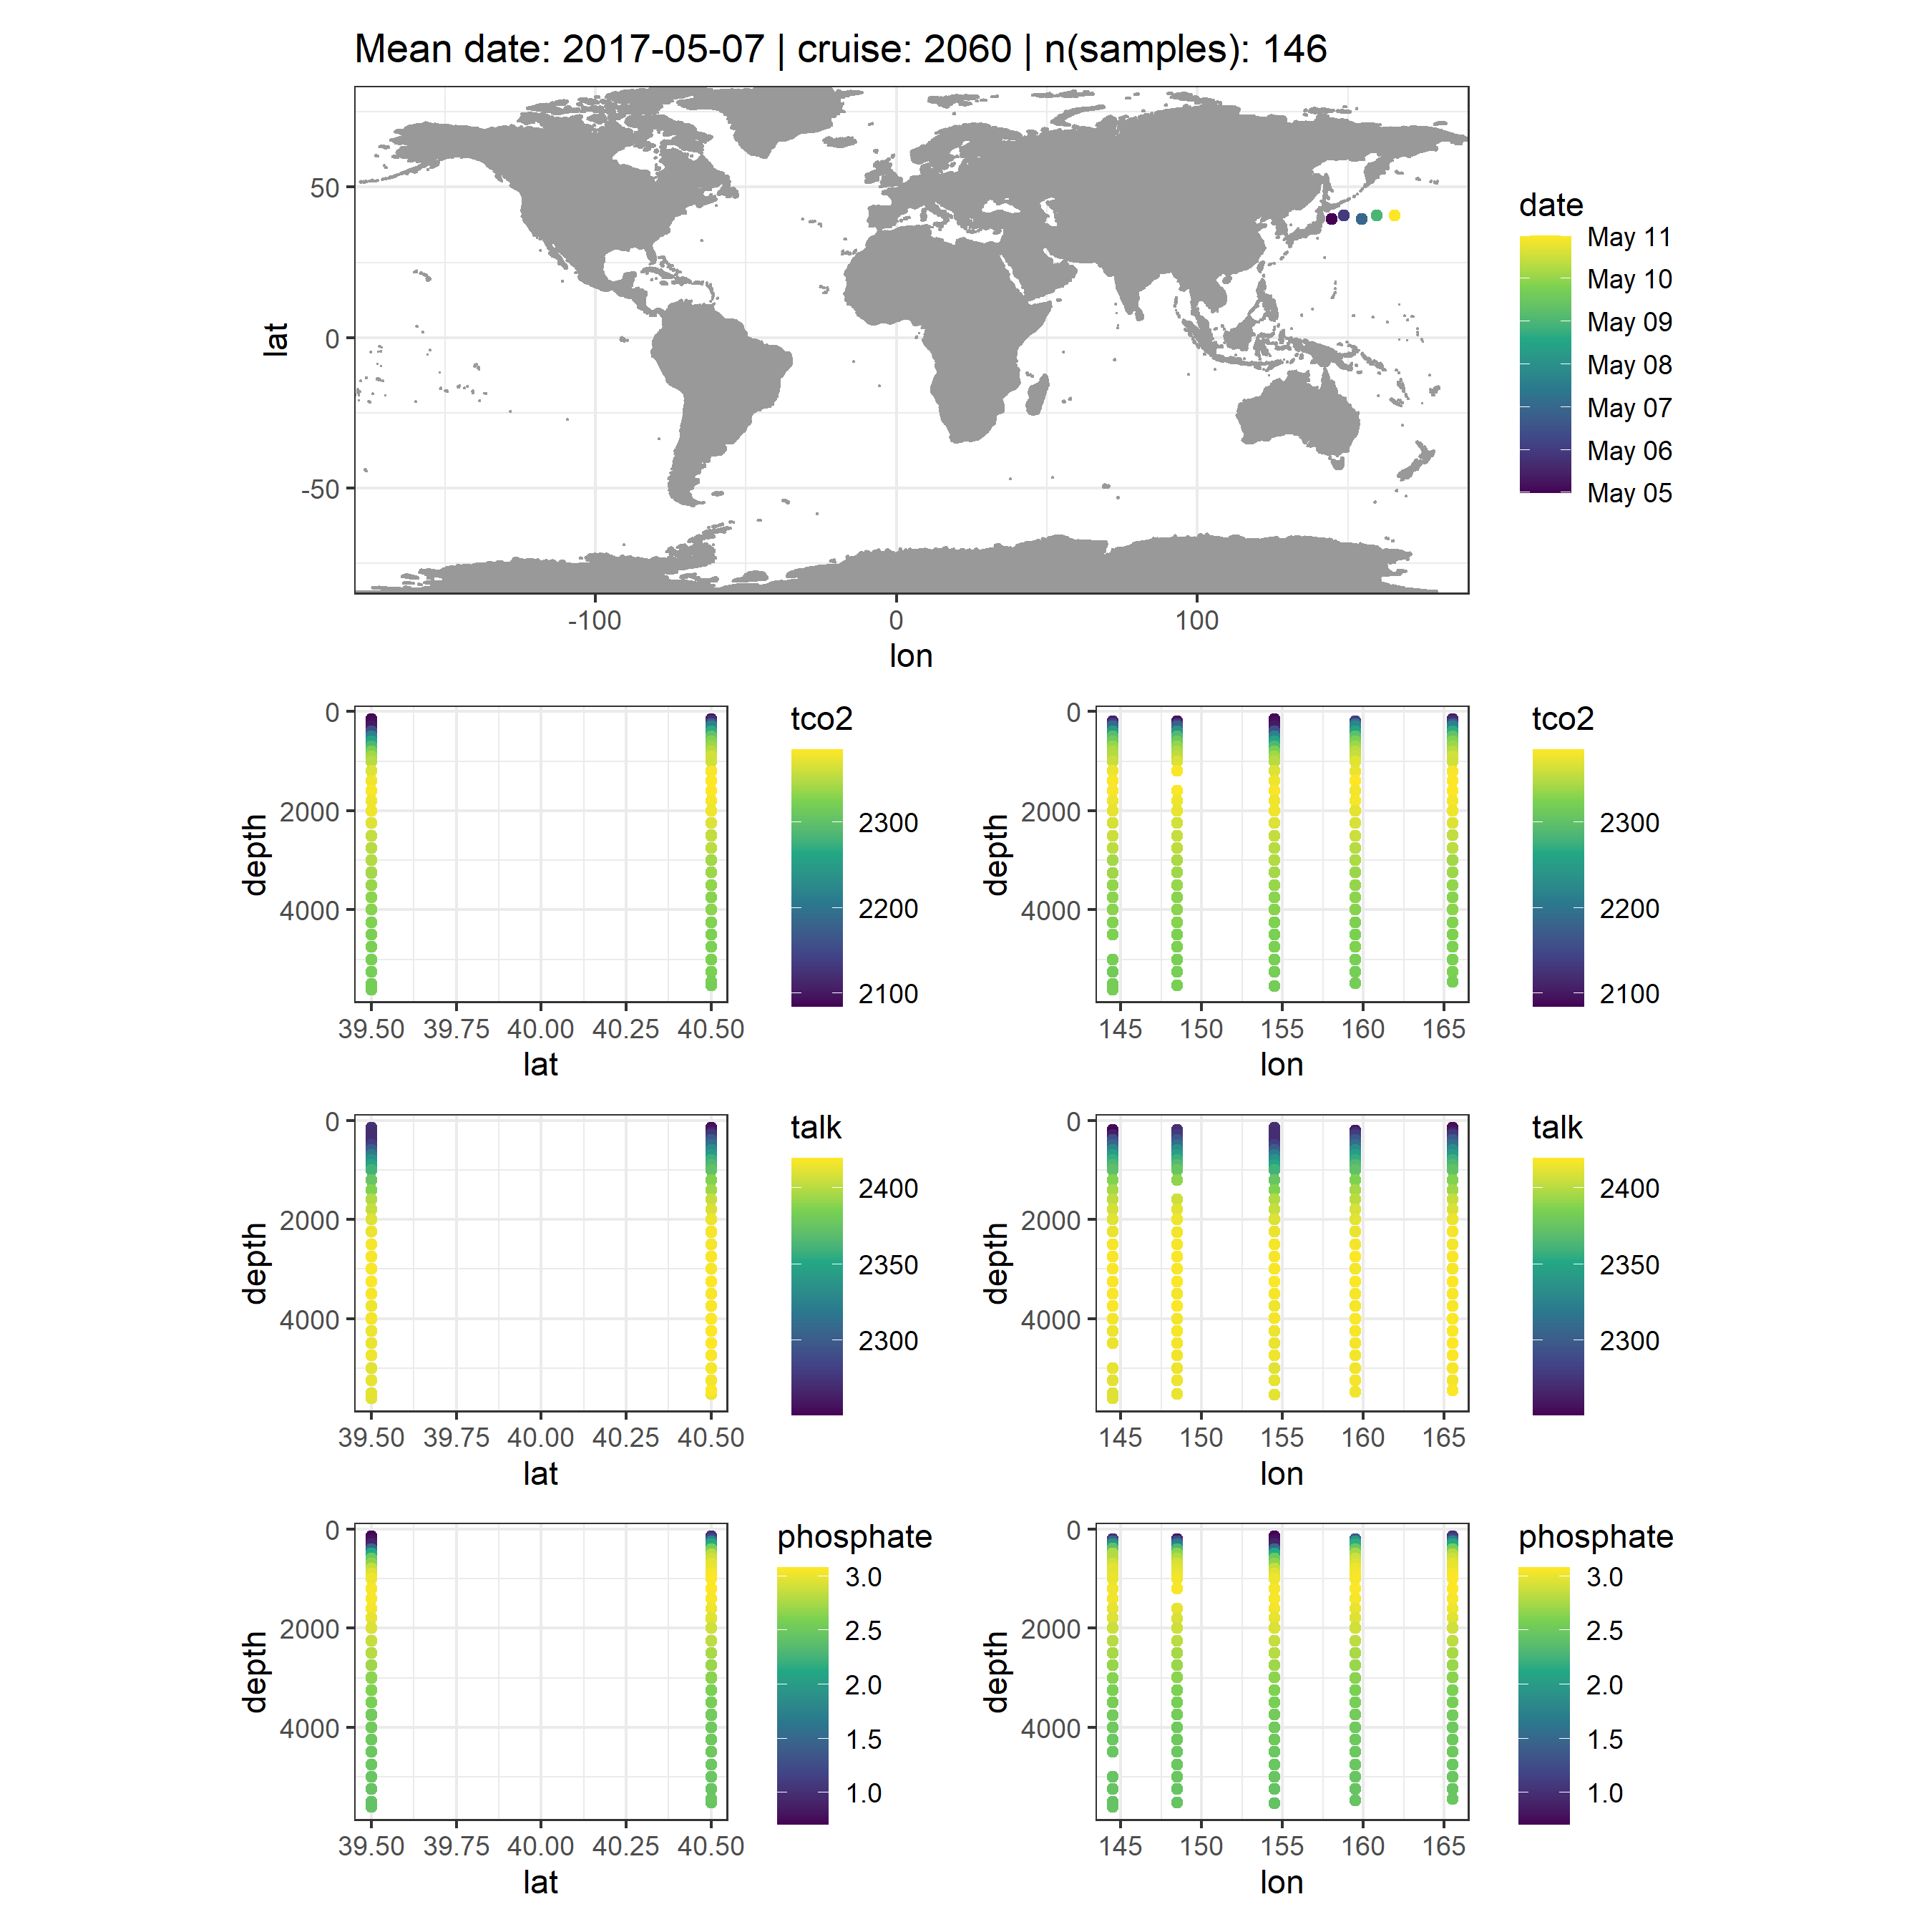 Mean date: 2017-05-07 | cruise: 2060 | n(samples): 146
lat
50
0
-50
-100
0
100
lon
date
May 11
May 10
May 09
May 08
May 07
May 06
May 05
depth
0
2000
4000
39.50
39.75
40.00
40.25
40.50
lat
tco2
2300
2200
2100
depth
0
2000
4000
145
150
155
160
165
lon
tco2
2300
2200
2100
depth
0
2000
4000
39.50
39.75
40.00
40.25
40.50
lat
talk
2400
2350
2300
depth
0
2000
4000
145
150
155
160
165
lon
talk
2400
2350
2300
depth
0
2000
4000
39.50
39.75
40.00
40.25
40.50
lat
phosphate
3.0
2.5
2.0
1.5
1.0
depth
0
2000
4000
145
150
155
160
165
lon
phosphate
3.0
2.5
2.0
1.5
1.0